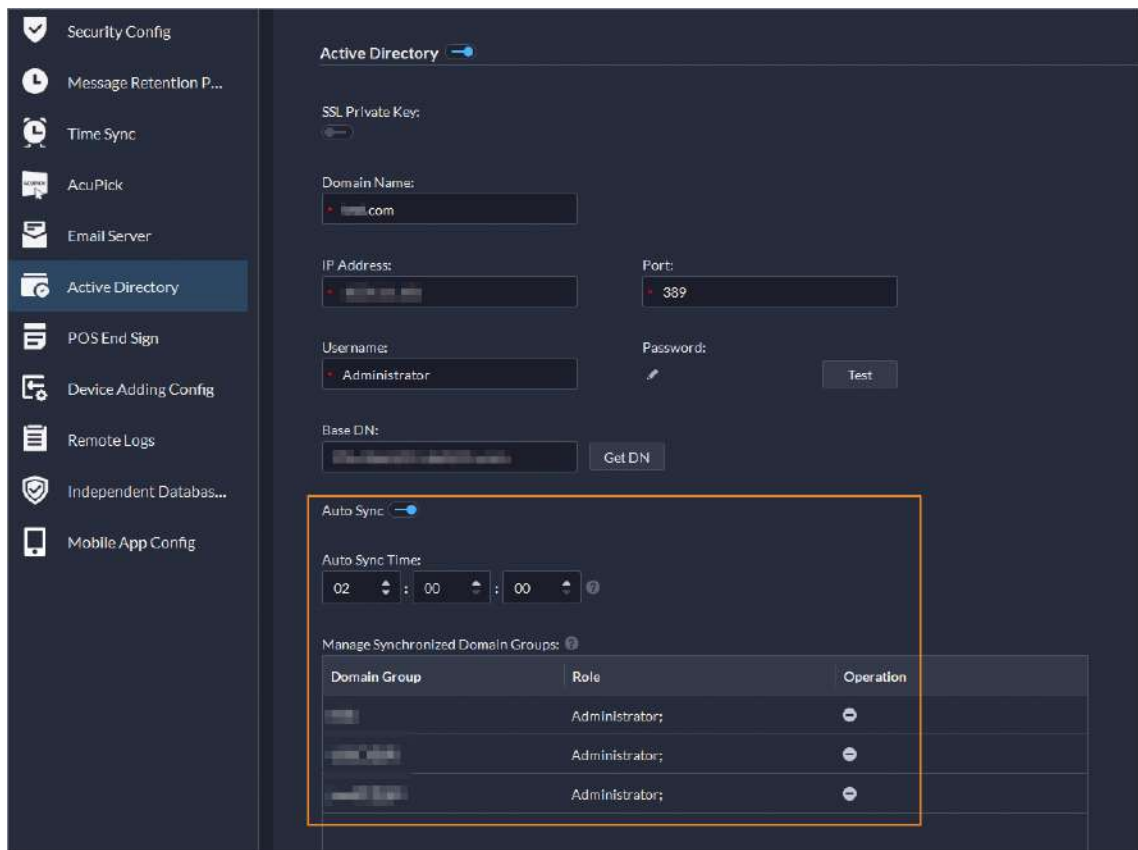 Security Config
Message Retention P...
Time Sync
AcuPick
Email Server
Active Directory
POS End Sign
Device Adding Config
Remote Logs
Independent Databas...
Mobile App Config
Active Directory
SSL Private Key:
Domain Name:
* .com
IP Address: Port:
* * 389
Username: Password:
* Administrator Test
Base DN:
Get DN
Auto Sync
Auto Sync Time:
02 : 00 : 00
Manage Synchronized Domain Groups:
Domain Group Role Operation
Administrator;
Administrator;
Administrator;